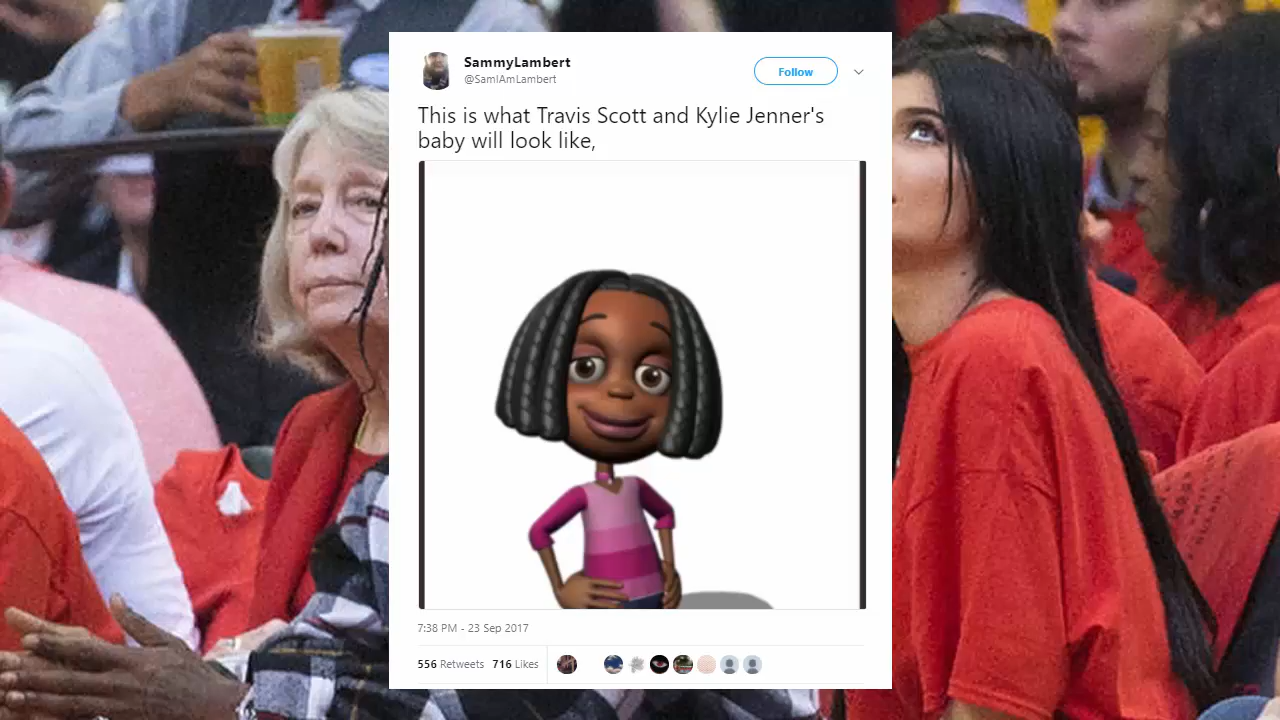 SammyLambert
@SamIAmLambert
Follow
This is what Travis Scott and Kylie Jenner's
baby will look like,
7:38 PM - 23 Sep 2017
556 Retweets 716 Likes